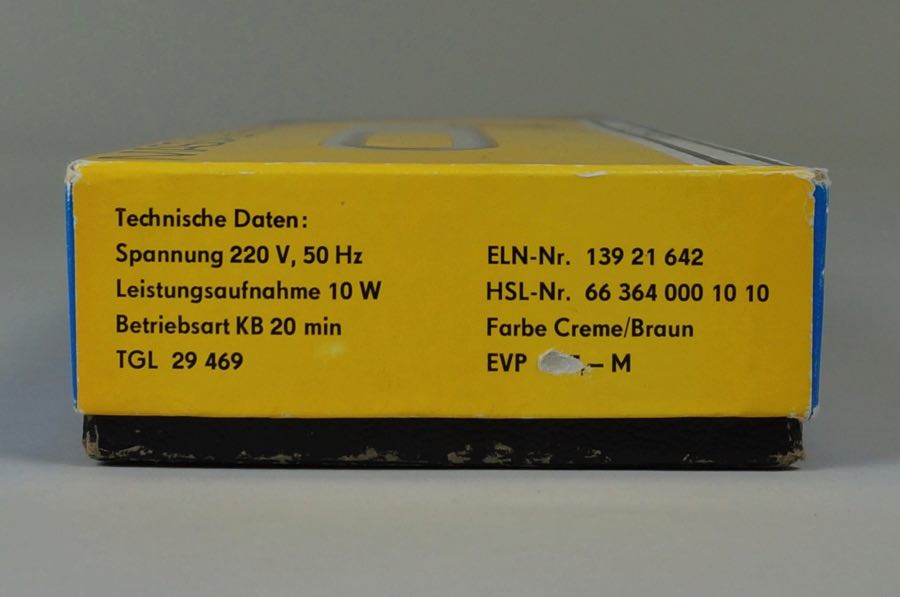 Technische Daten:
Spannung 220 V, 50 Hz
Leistungsaufnahme 10 W
Betriebsart KB 20 min
TGL 29 469
ELN-Nr. 139 21 642
HSL-Nr. 66 364 000 10 10
Farbe Creme/Braun
EVP ,– M